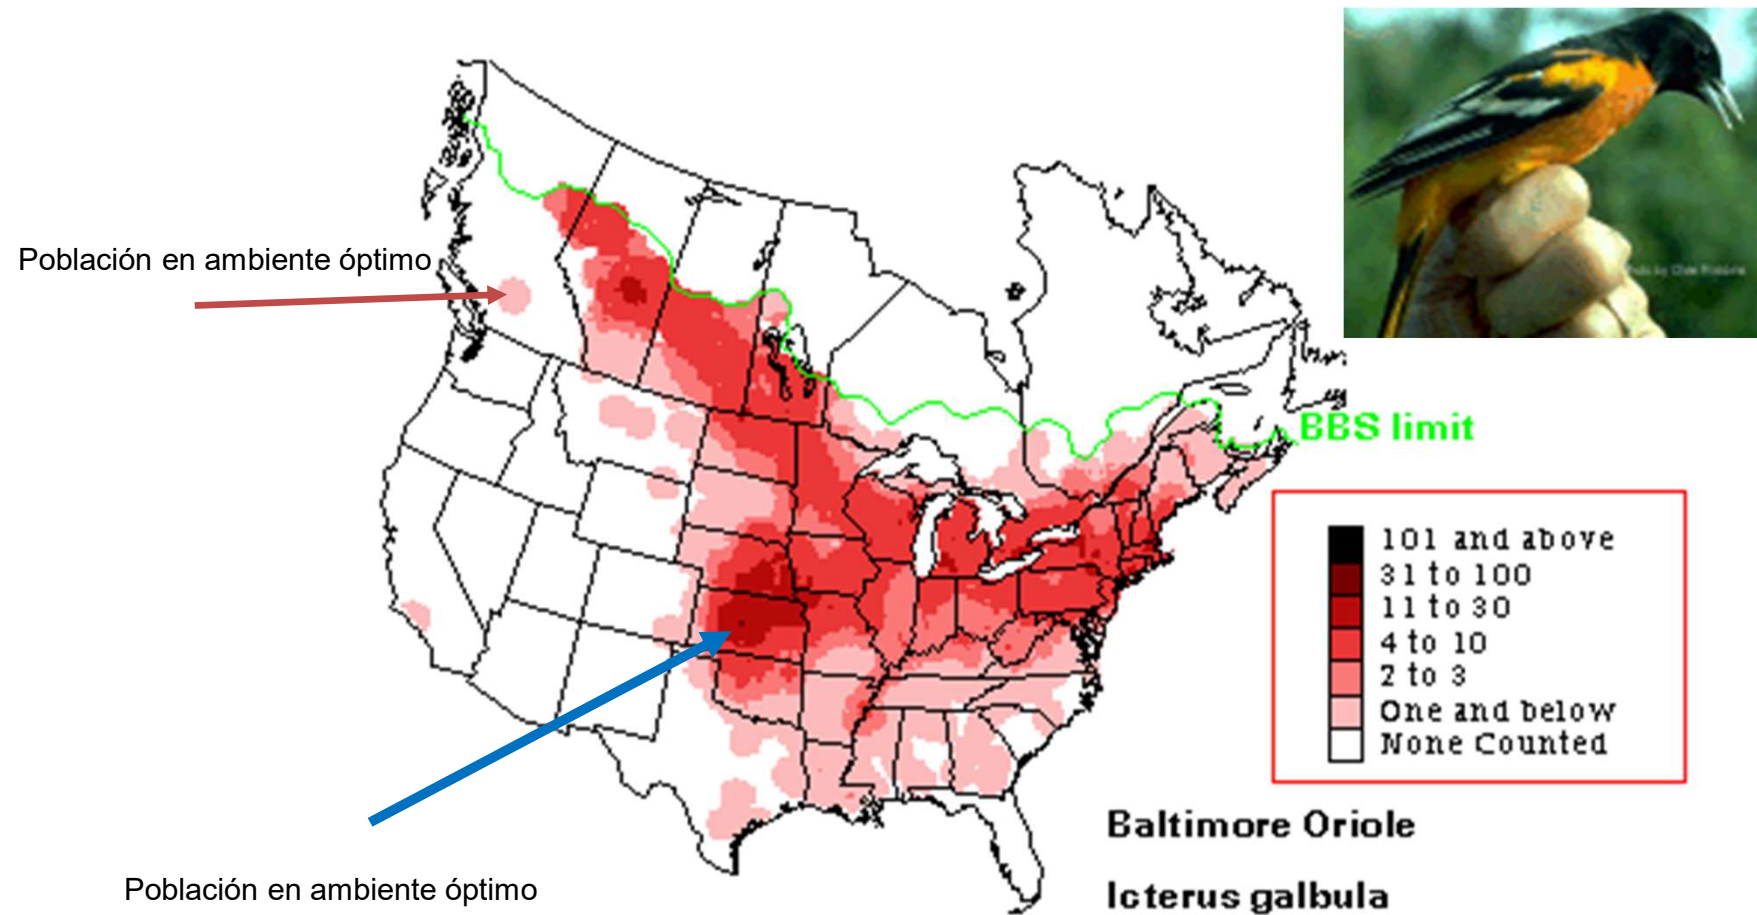 Población en ambiente óptimo
BBS limit
101 and above
31 to 100
11 to 30
4 to 10
2 to 3
One and below
None Counted
Baltimore Oriole
Icterus galbula
Población en ambiente óptimo